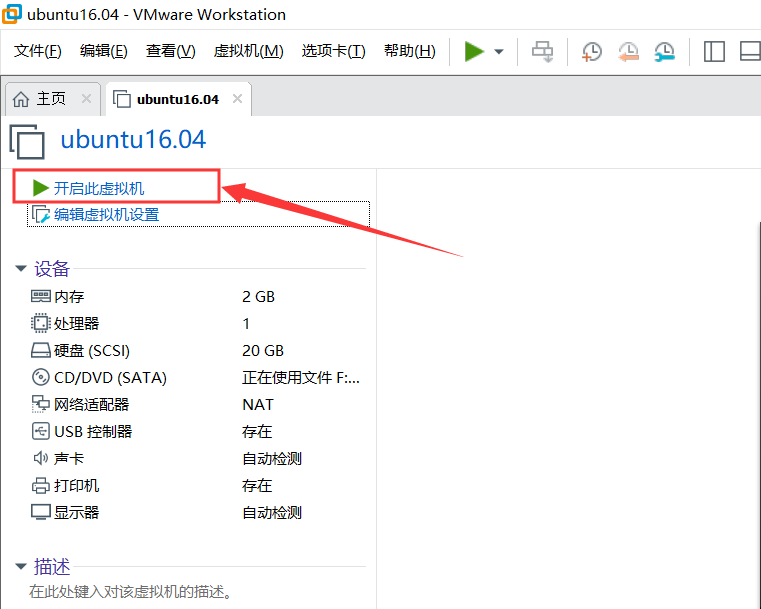 ubuntu16.04 - VMware Workstation
文件(F) 编辑(E) 查看(V) 虚拟机(M) 选项卡(T) 帮助(H)
主页 ubuntu16.04
ubuntu16.04
开启此虚拟机
编辑虚拟机设置
设备
内存 2 GB
处理器 1
硬盘 (SCSI) 20 GB
CD/DVD (SATA) 正在使用文件 F:...
网络适配器 NAT
USB 控制器 存在
声卡 自动检测
打印机 存在
显示器 自动检测
描述
在此处键入对该虚拟机的描述。